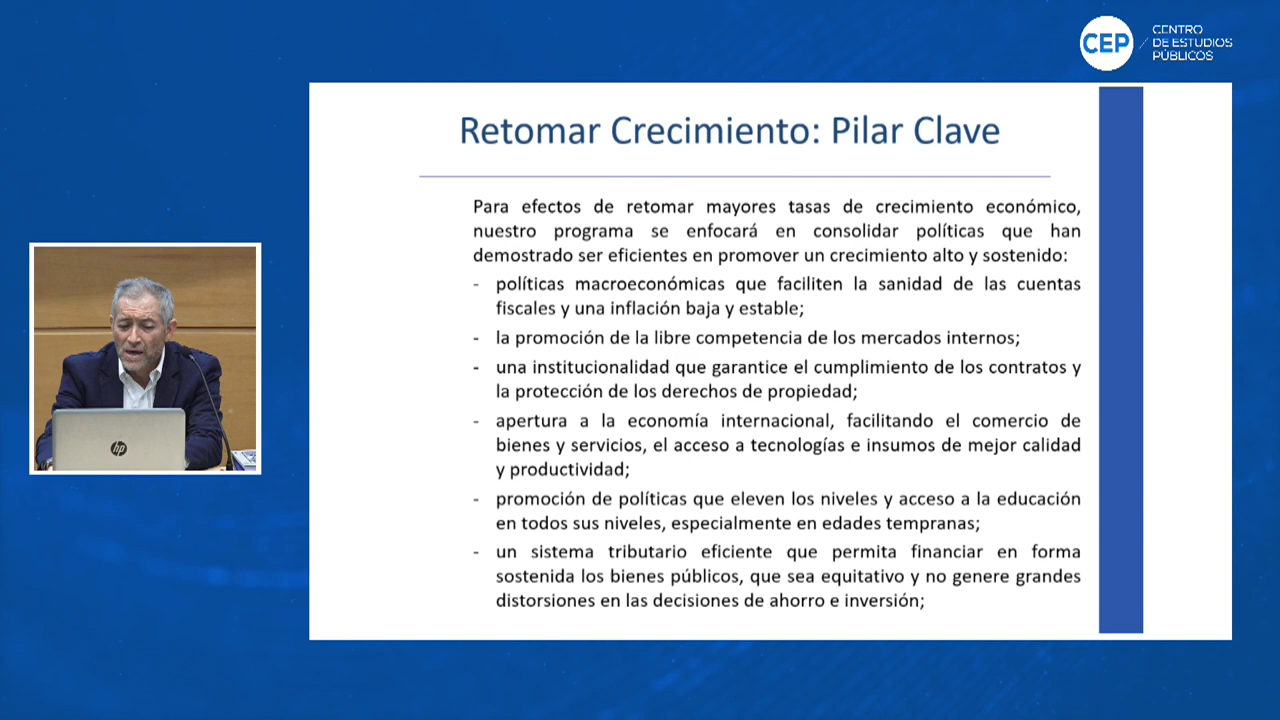 CEP
CENTRO
DE ESTUDIOS
PÚBLICOS
Retomar Crecimiento: Pilar Clave
Para efectos de retomar mayores tasas de crecimiento económico,
nuestro programa se enfocará en consolidar políticas que han
demostrado ser eficientes en promover un crecimiento alto y sostenido:
- políticas macroeconómicas que faciliten la sanidad de las cuentas
fiscales y una inflación baja y estable;
- la promoción de la libre competencia de los mercados internos;
- una institucionalidad que garantice el cumplimiento de los contratos y
la protección de los derechos de propiedad;
- apertura a la economía internacional, facilitando el comercio de
bienes y servicios, el acceso a tecnologías e insumos de mejor calidad
y productividad;
- promoción de políticas que eleven los niveles y acceso a la educación
en todos sus niveles, especialmente en edades tempranas;
- un sistema tributario eficiente que permita financiar en forma
sostenida los bienes públicos, que sea equitativo y no genere grandes
distorsiones en las decisiones de ahorro e inversión;
hp